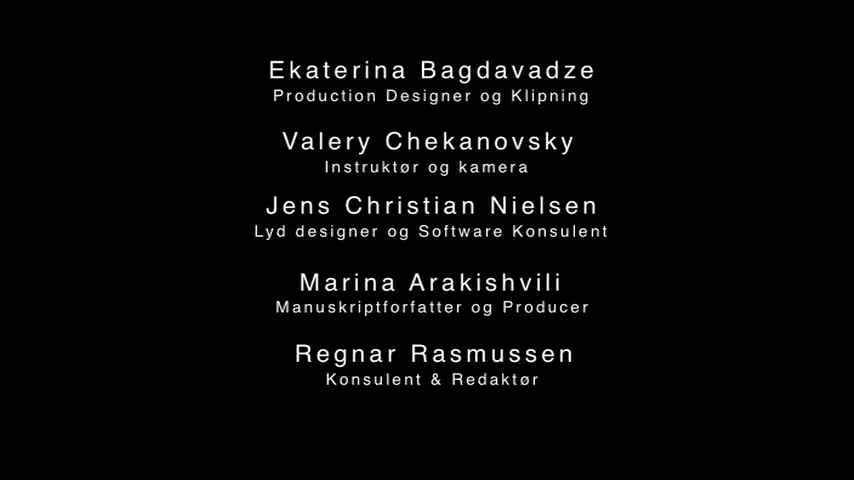 Ekaterina Bagdavadze
Production Designer og Klipning
Valery Chekanovsky
Instruktør og kamera
Jens Christian Nielsen
Lyd designer og Software Konsulent
Marina Arakishvili
Manuskriptforfatter og Producer
Regnar Rasmussen
Konsulent & Redaktør